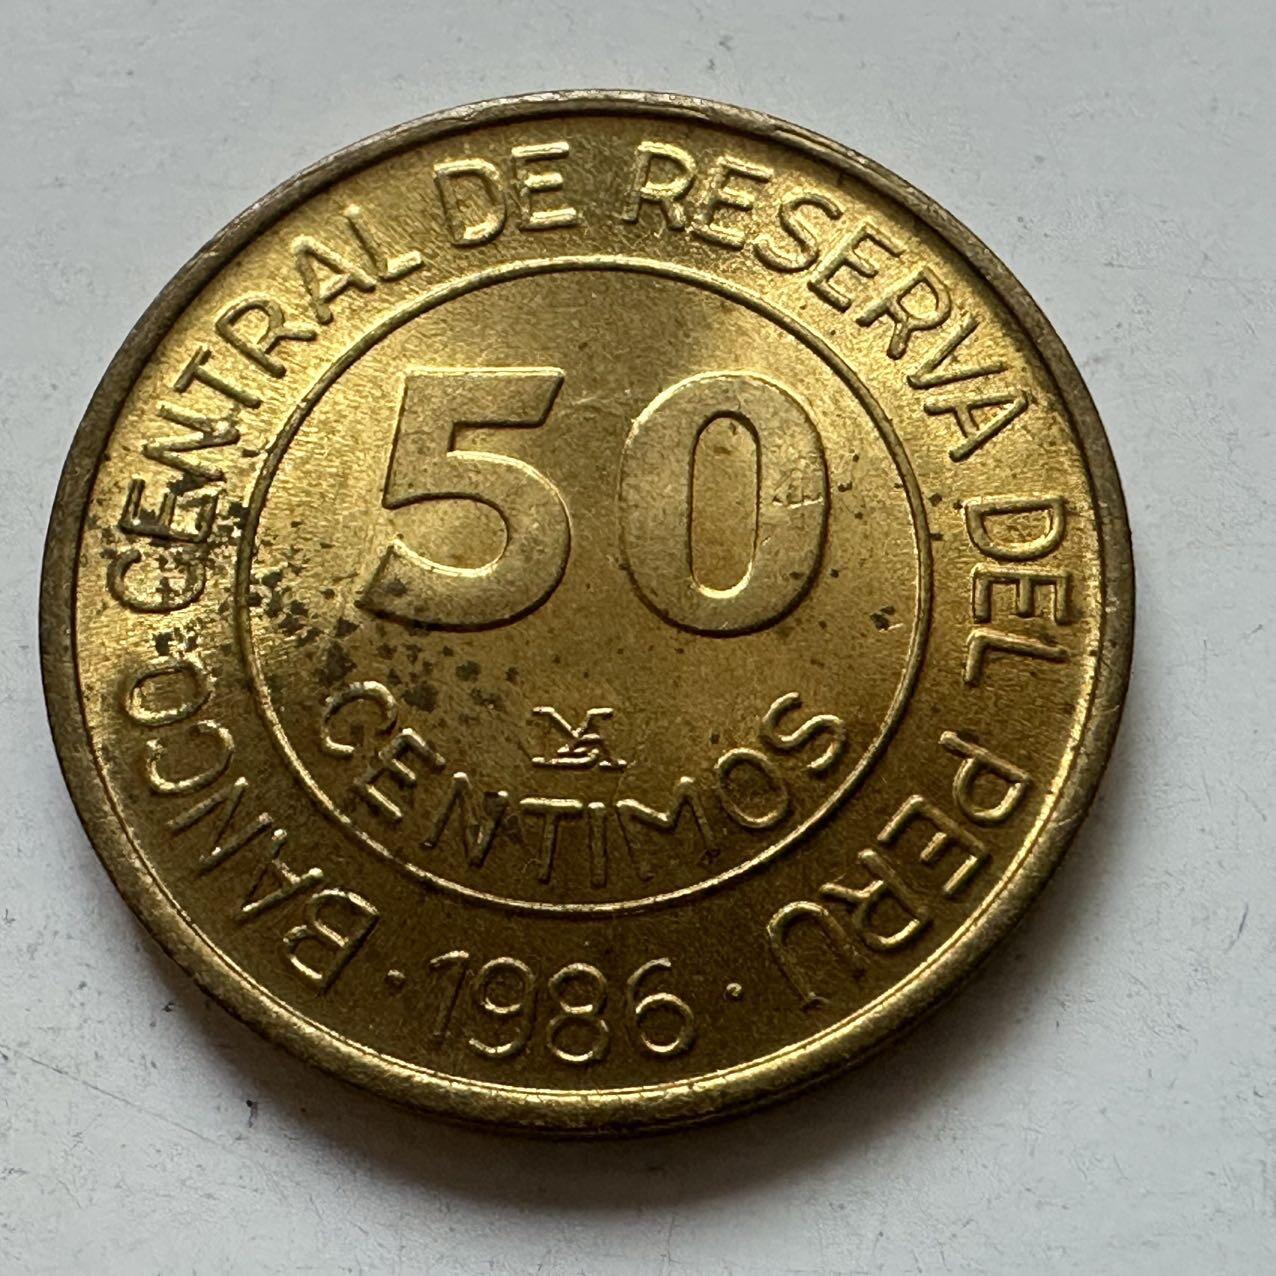 BANCO CENTRAL DE RESERVA DEL PERU
50
CENTIMOS
· 1986 ·